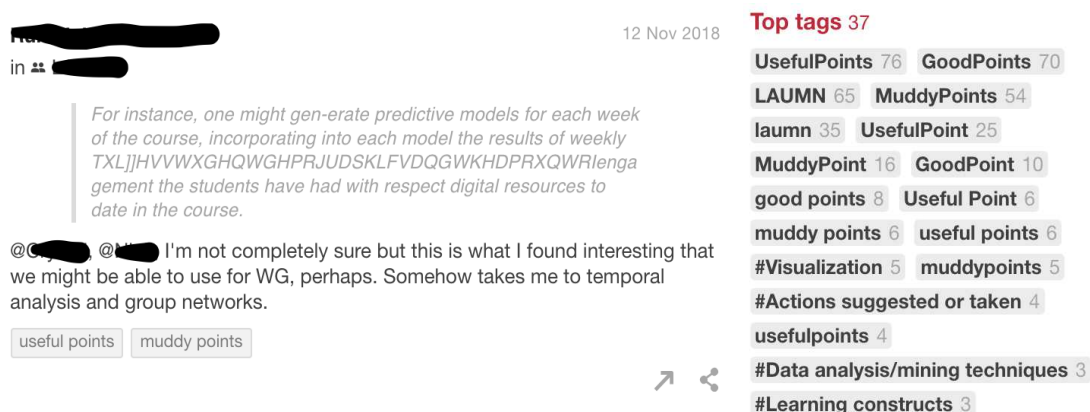 12 Nov 2018
in
For instance, one might gen-erate predictive models for each week
of the course, incorporating into each model the results of weekly
TXL]]HVVWXGHQWGHPRJUDSKLFVDQGWKHDPRXQWRIenga
gement the students have had with respect digital resources to
date in the course.
@ , @ I'm not completely sure but this is what I found interesting that
we might be able to use for WG, perhaps. Somehow takes me to temporal
analysis and group networks.
useful points muddy points
Top tags 37
UsefulPoints 76 GoodPoints 70
LAUMN 65 MuddyPoints 54
laumn 35 UsefulPoint 25
MuddyPoint 16 GoodPoint 10
good points 8 Useful Point 6
muddy points 6 useful points 6
#Visualization 5 muddypoints 5
#Actions suggested or taken 4
usefulpoints 4
#Data analysis/mining techniques 3
#Learning constructs 3